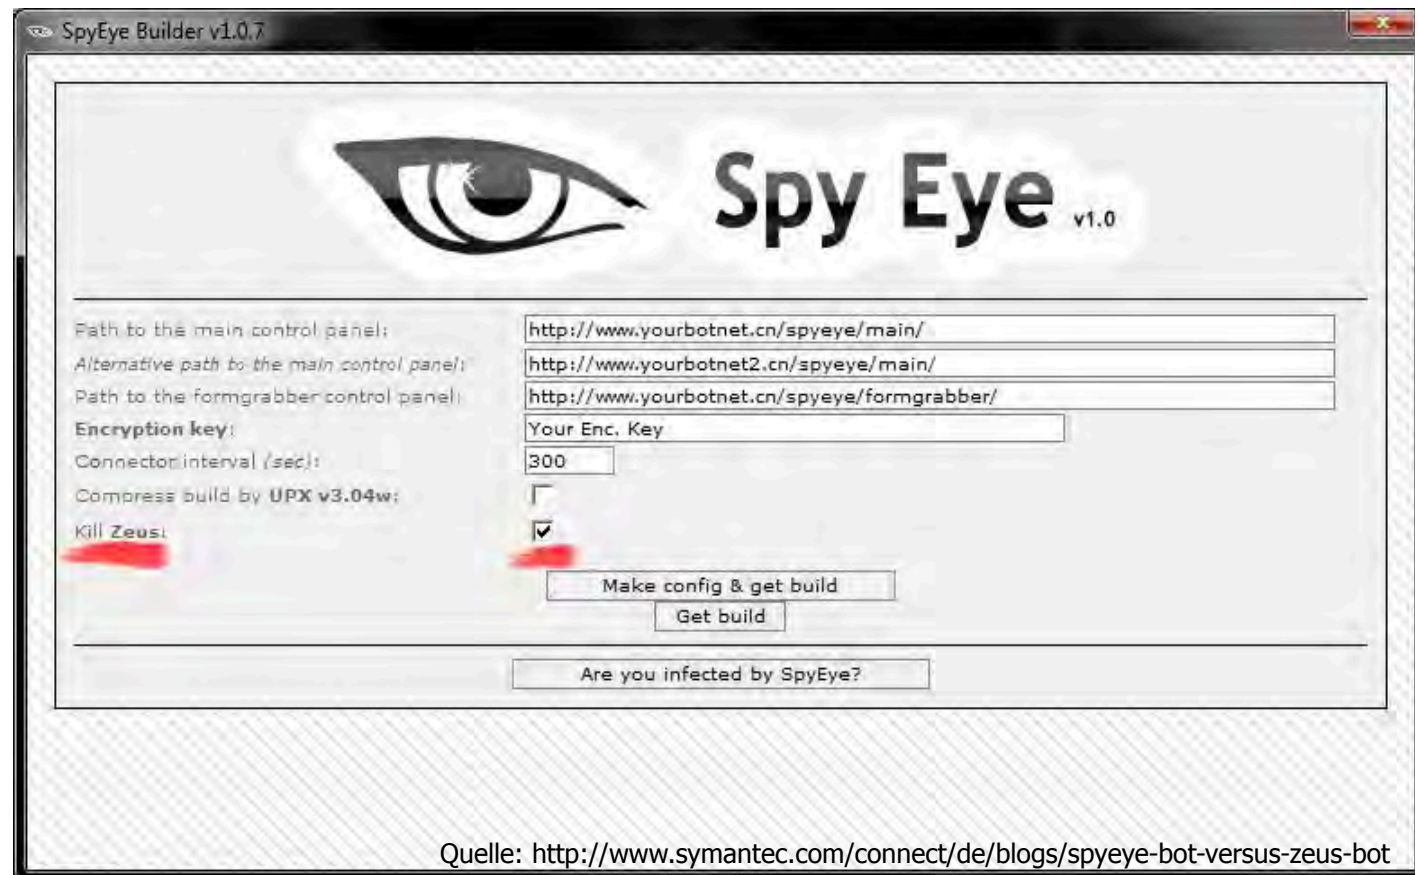 SpyEye Builder v1.0.7
Spy Eye v1.0
Path to the main control panel: http://www.yourbotnet.cn/spyeye/main/
Alternative path to the main control panel: http://www.yourbotnet2.cn/spyeye/main/
Path to the formgrabber control panel: http://www.yourbotnet.cn/spyeye/formgrabber/
Encryption key: Your Enc. Key
Connector interval (sec): 300
Compress build by UPX v3.04w:
Kill Zeus:
Make config & get build
Get build
Are you infected by SpyEye?
Quelle: http://www.symantec.com/connect/de/blogs/spyeye-bot-versus-zeus-bot